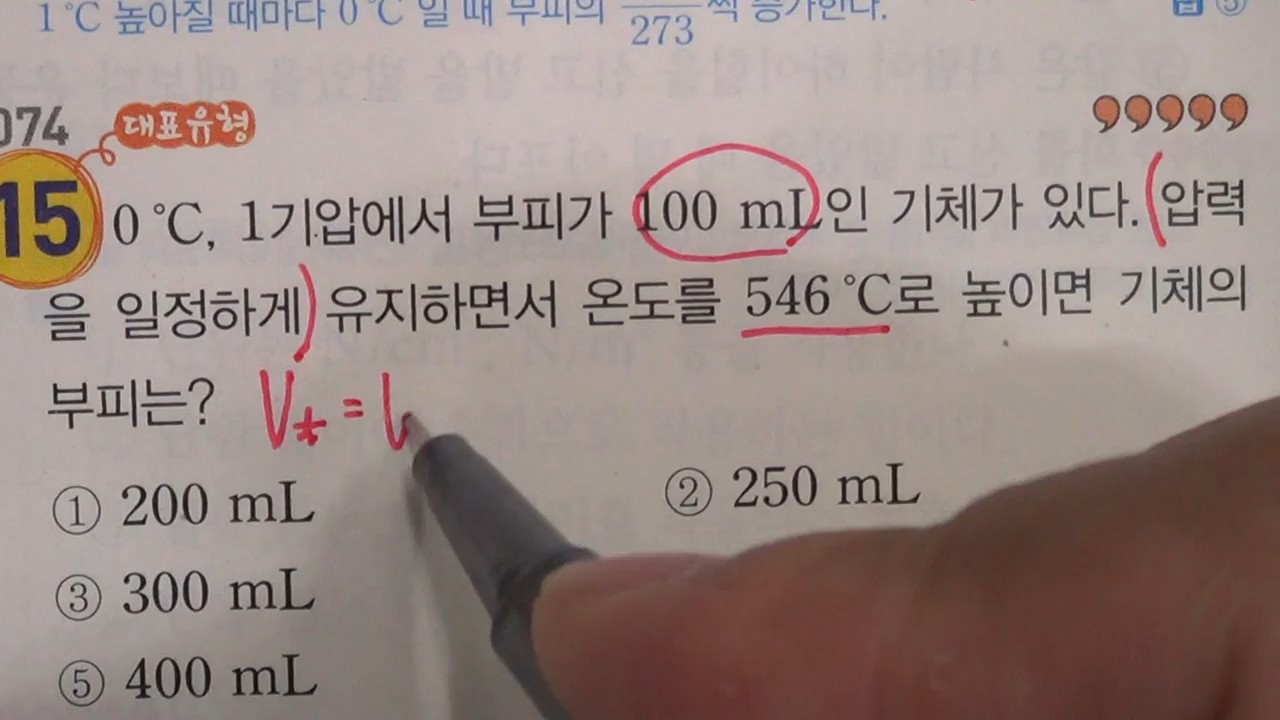 1℃ 높아질 때마다 0℃ 일 때 부피의 273 씩 증가한다. 답 ⑤
074 대표유형
15 0 ℃, 1기압에서 부피가 100 mL인 기체가 있다. (압력
을 일정하게) 유지하면서 온도를 546 ℃로 높이면 기체의
부피는? Vt =
① 200 mL ② 250 mL
③ 300 mL
⑤ 400 mL